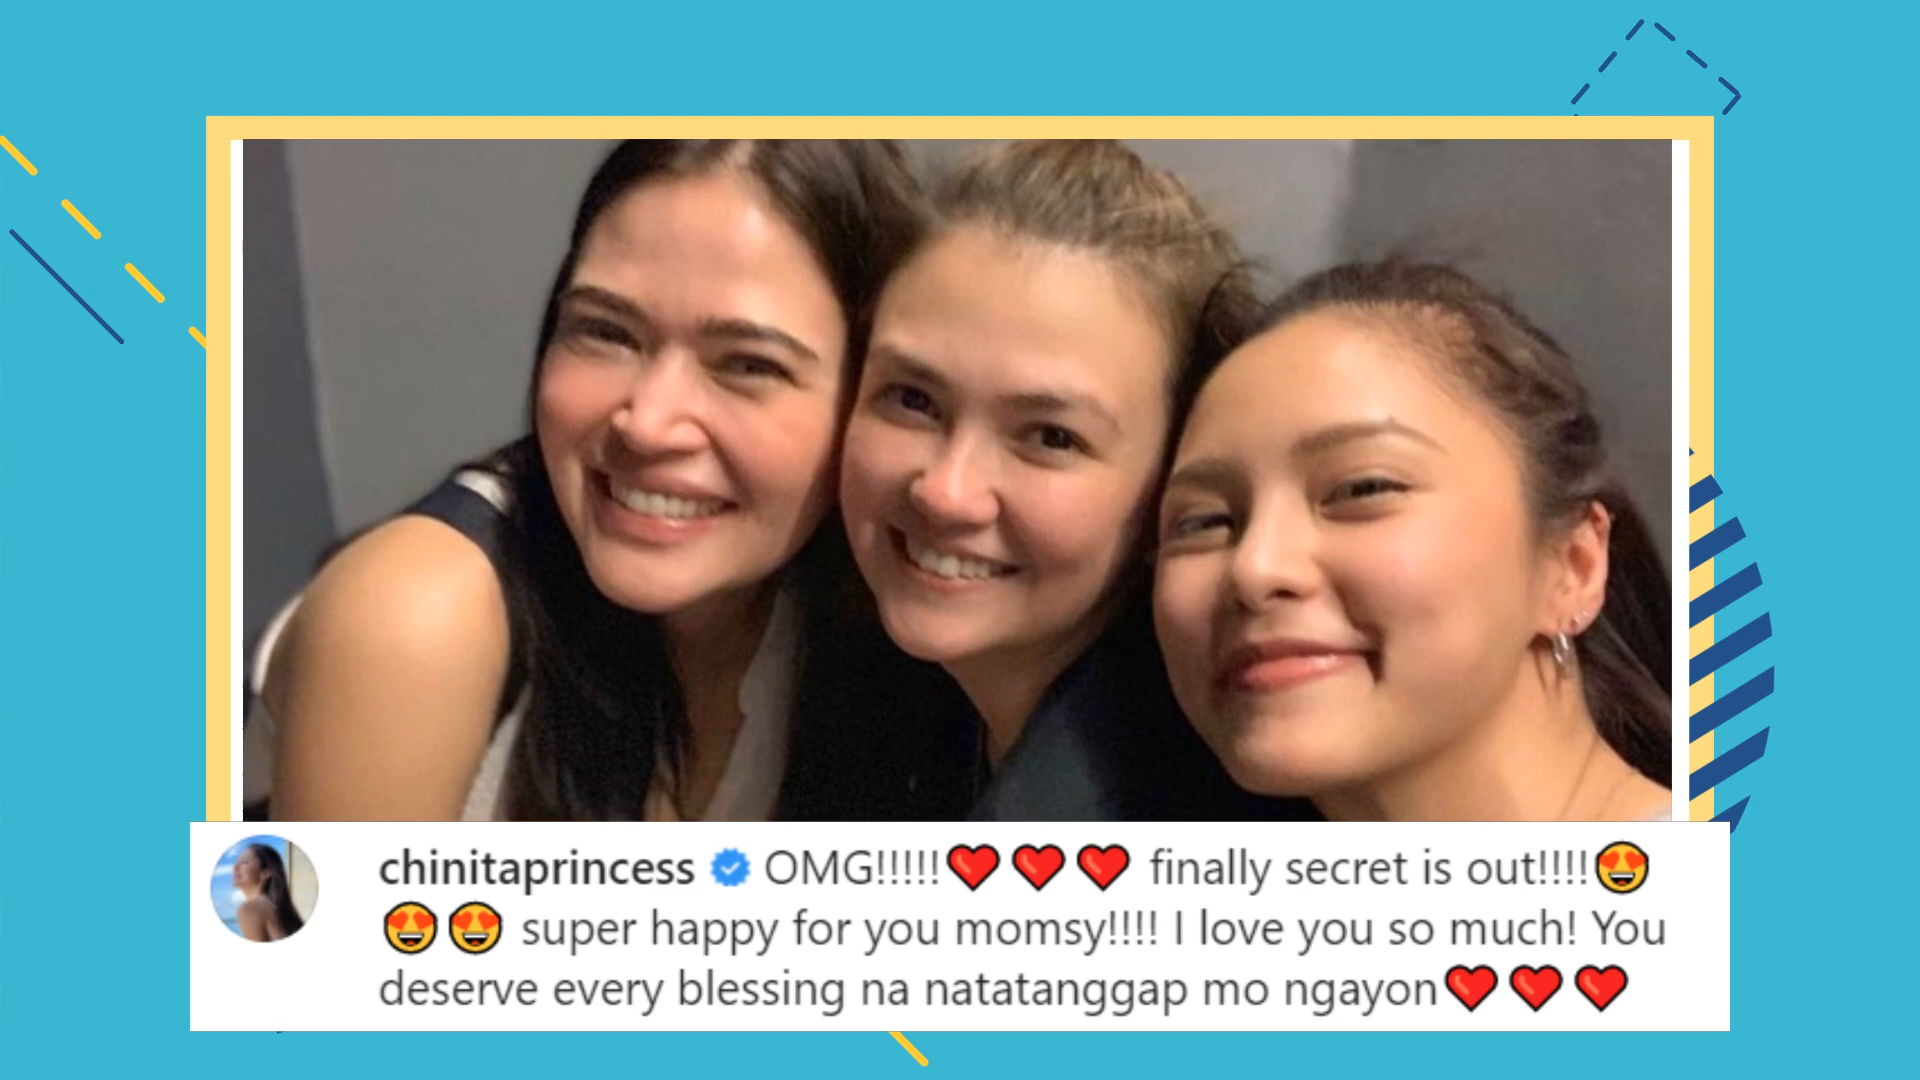 chinitaprincess OMG!!!!!❤️❤️❤️ finally secret is out!!!!😍
😍😍 super happy for you momsy!!!! I love you so much! You
deserve every blessing na natatanggap mo ngayon❤️❤️❤️